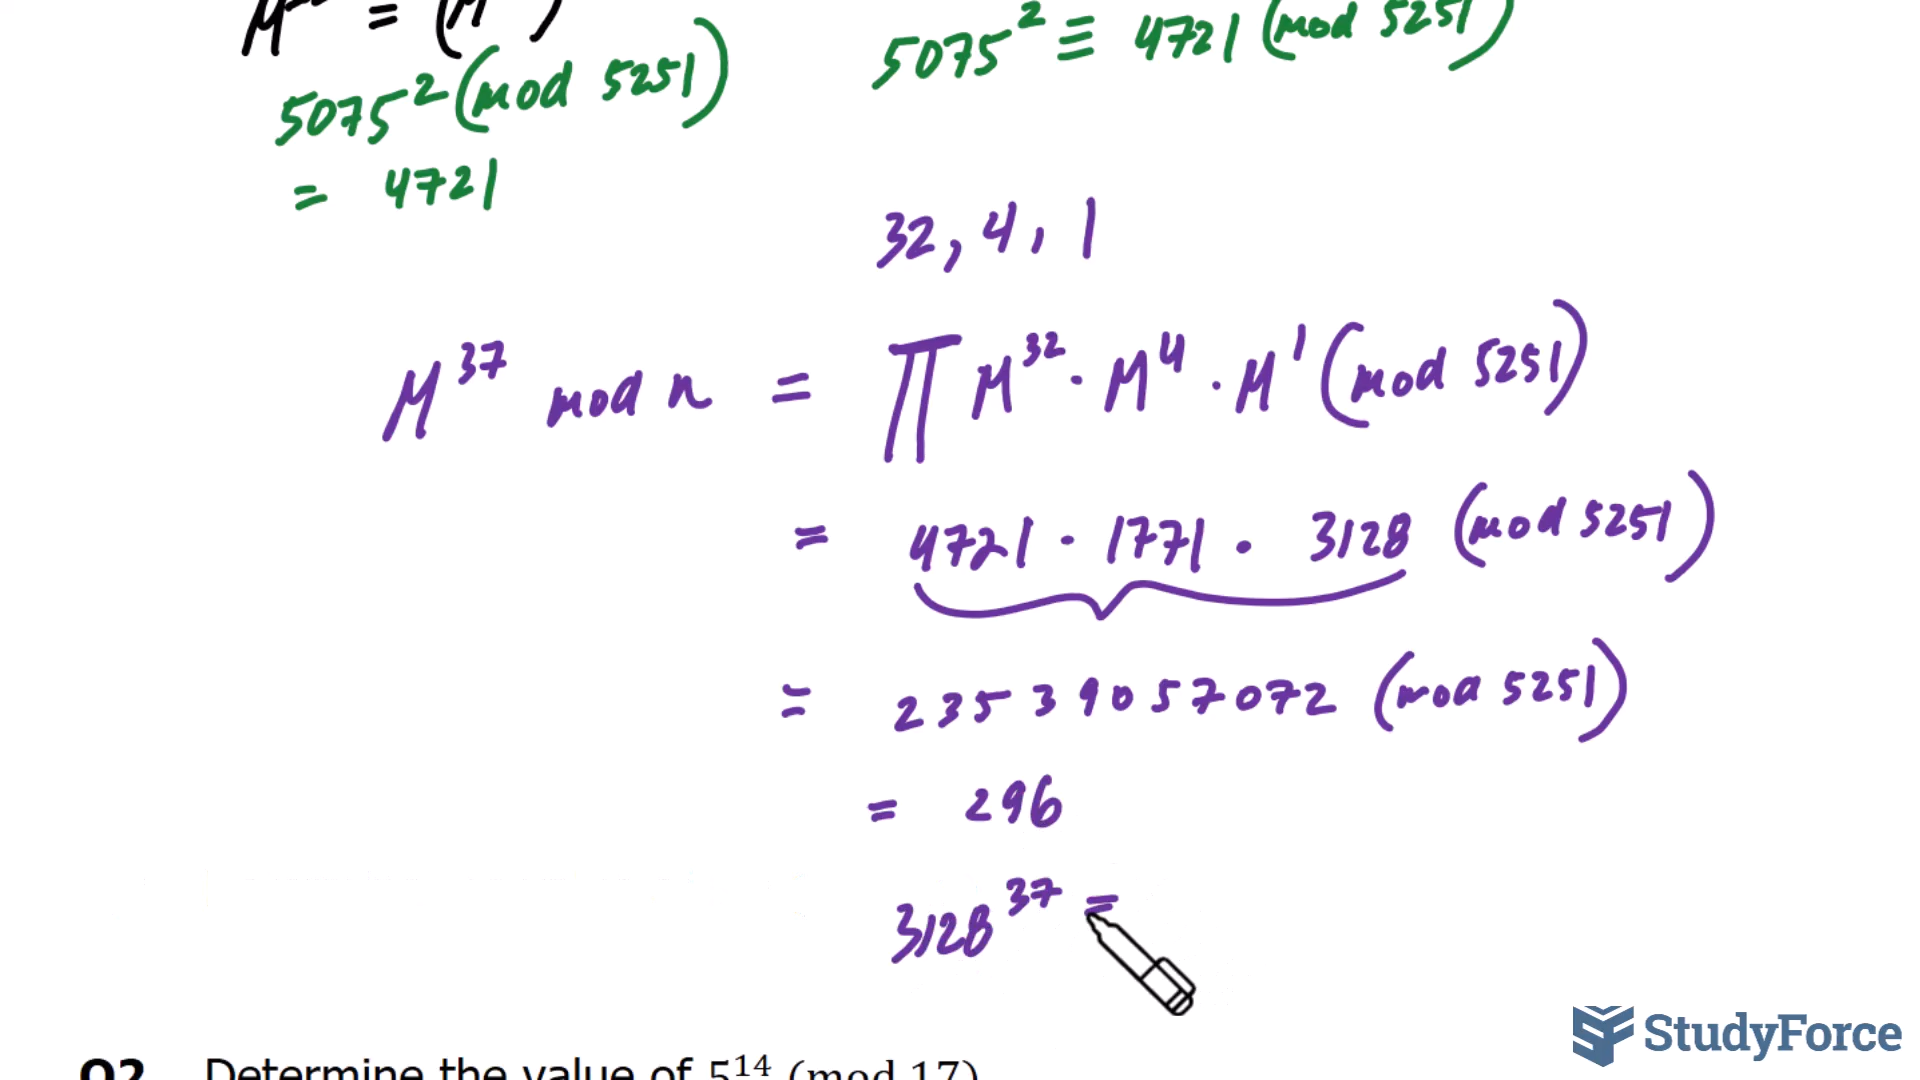 M = (M )
5075² ≡ 4721 (mod 5251)
5075² (mod 5251)
= 4721
32, 4, 1
M³⁷ mod n = ∏ M³² · M⁴ · M¹ (mod 5251)
= 4721 · 1771 · 3128 (mod 5251)
= 23539057072 (mod 5251)
= 296
3128³⁷ =
StudyForce
Q2 Determine the value of 5¹⁴ (mod 17)